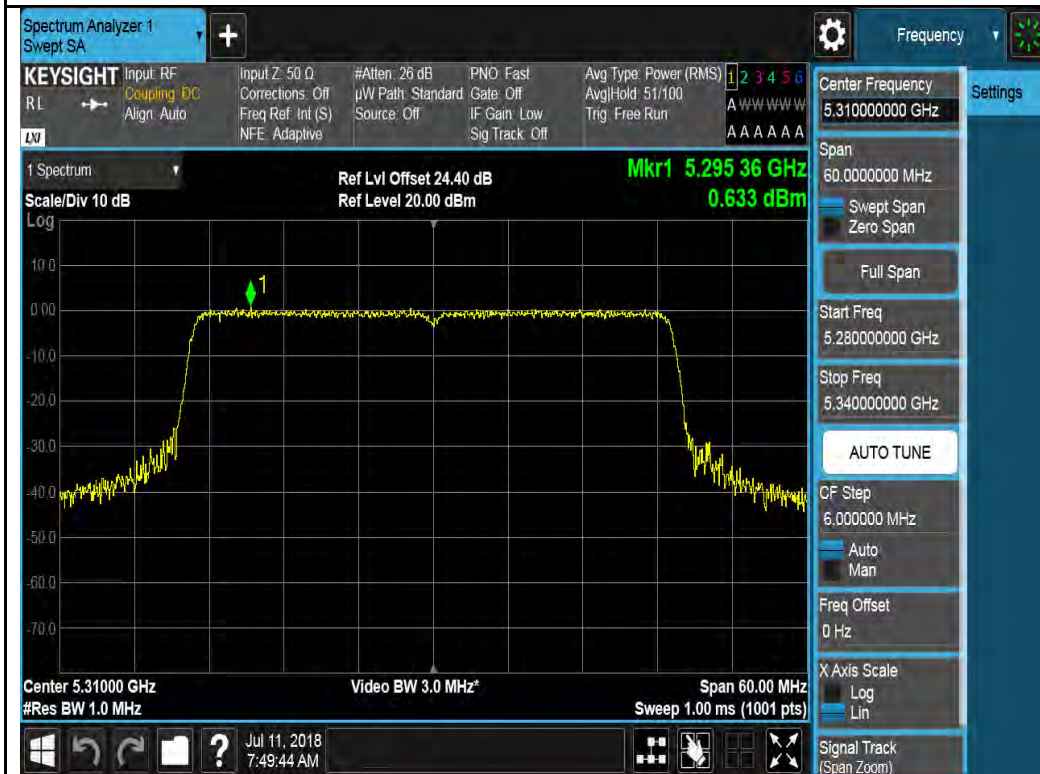 Spectrum Analyzer 1
Swept SA
+
Frequency
KEYSIGHT
RL
LXI
Input: RF
Coupling: DC
Align: Auto
Input Z: 50 Ω
Corrections: Off
Freq Ref: Int (S)
NFE: Adaptive
#Atten: 26 dB
µW Path: Standard
Source: Off
PNO: Fast
Gate: Off
IF Gain: Low
Sig Track: Off
Avg Type: Power (RMS)
Avg|Hold: 51/100
Trig: Free Run
1 2 3 4 5 6
A W W W W W
A A A A A A
1 Spectrum
Scale/Div 10 dB
Log
Ref Lvl Offset 24.40 dB
Ref Level 20.00 dBm
Mkr1 5.295 36 GHz
0.633 dBm
1
10.0
0.00
-10.0
-20.0
-30.0
-40.0
-50.0
-60.0
-70.0
Center 5.31000 GHz
#Res BW 1.0 MHz
Video BW 3.0 MHz*
Span 60.00 MHz
Sweep 1.00 ms (1001 pts)
?
Jul 11, 2018
7:49:44 AM
Center Frequency
5.310000000 GHz
Settings
Span
60.0000000 MHz
Swept Span
Zero Span
Full Span
Start Freq
5.280000000 GHz
Stop Freq
5.340000000 GHz
AUTO TUNE
CF Step
6.000000 MHz
Auto
Man
Freq Offset
0 Hz
X Axis Scale
Log
Lin
Signal Track
(Span Zoom)